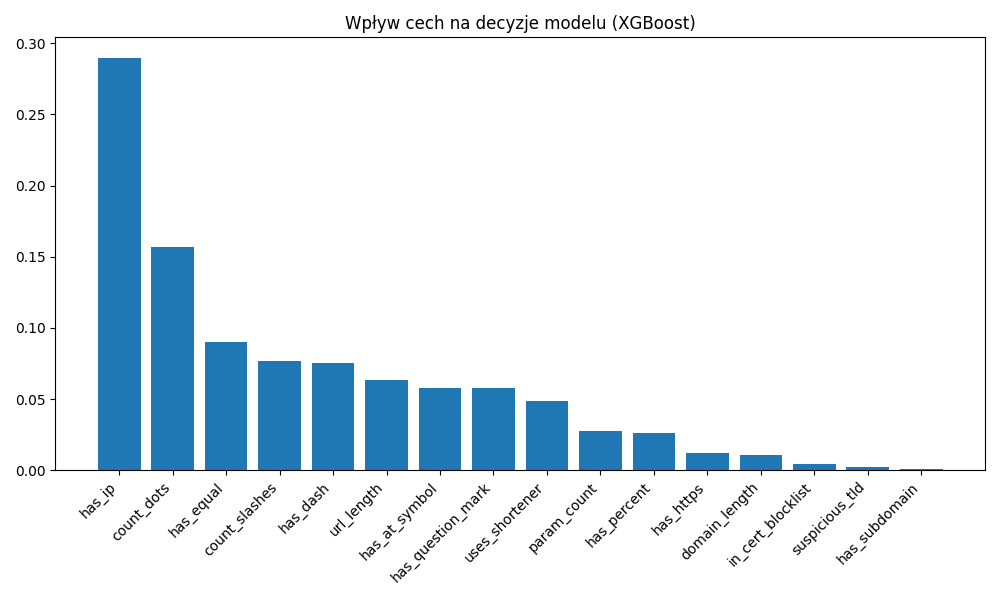 Wpływ cech na decyzje modelu (XGBoost)
0.30
0.25
0.20
0.15
0.10
0.05
0.00
has_ip
count_dots
has_equal
count_slashes
has_dash
url_length
has_at_symbol
has_question_mark
uses_shortener
param_count
has_percent
has_https
domain_length
in_cert_blocklist
suspicious_tld
has_subdomain